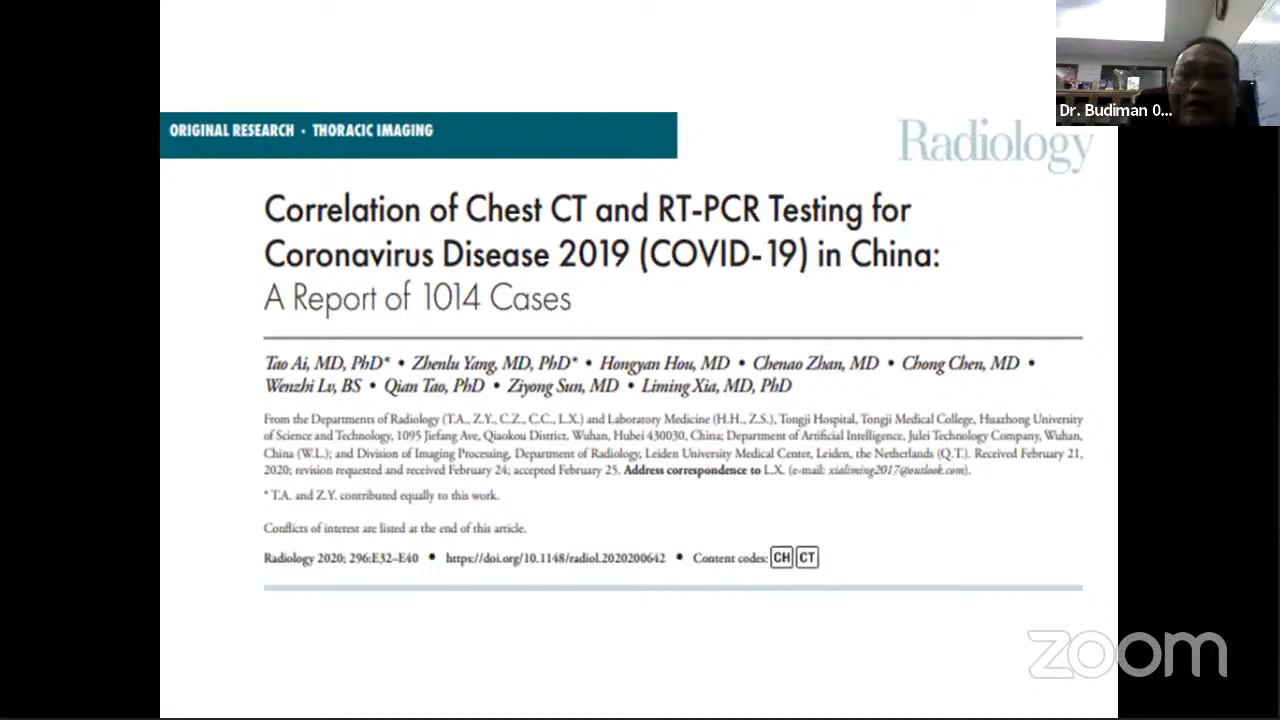 Dr. Budiman 0...
ORIGINAL RESEARCH • THORACIC IMAGING
Radiology
Correlation of Chest CT and RT-PCR Testing for
Coronavirus Disease 2019 (COVID-19) in China:
A Report of 1014 Cases
Tao Ai, MD, PhD* • Zhenlu Yang, MD, PhD* • Hongyan Hou, MD • Chenao Zhan, MD • Chong Chen, MD •
Wenzhi Lv, BS • Qian Tao, PhD • Ziyong Sun, MD • Liming Xia, MD, PhD
From the Departments of Radiology (T.A., Z.Y., C.Z., C.C., L.X.) and Laboratory Medicine (H.H., Z.S.), Tongji Hospital, Tongji Medical College, Huazhong University
of Science and Technology, 1095 Jiefang Ave, Qiaokou District, Wuhan, Hubei 430030, China; Department of Artificial Intelligence, Julei Technology Company, Wuhan,
China (W.L.); and Division of Imaging Processing, Department of Radiology, Leiden University Medical Center, Leiden, the Netherlands (Q.T.). Received February 21,
2020; revision requested and received February 24; accepted February 25. Address correspondence to L.X. (e-mail: xialiming2017@outlook.com).
* T.A. and Z.Y. contributed equally to this work.
Conflicts of interest are listed at the end of this article.
Radiology 2020; 296:E32–E40 • https://doi.org/10.1148/radiol.2020200642 • Content codes: CH CT
zoom